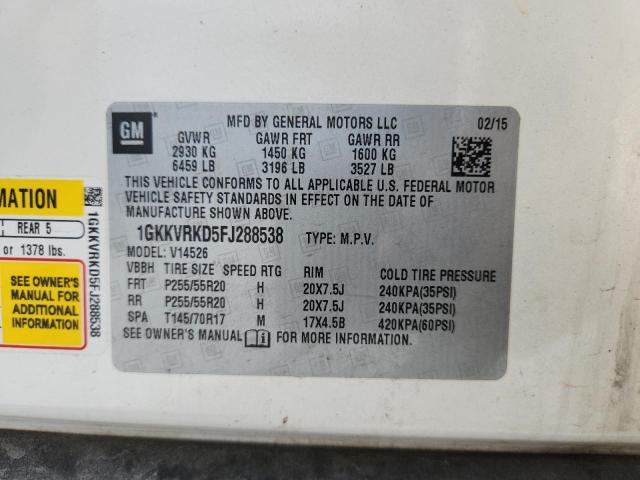 GM
MFD BY GENERAL MOTORS LLC
02/15
GVWR GAWR FRT GAWR RR
2930 KG 1450 KG 1600 KG
6459 LB 3196 LB 3527 LB
THIS VEHICLE CONFORMS TO ALL APPLICABLE U.S. FEDERAL MOTOR
VEHICLE SAFETY STANDARDS IN EFFECT ON THE DATE OF
MANUFACTURE SHOWN ABOVE.
1GKKVRKD5FJ288538 TYPE: M.P.V.
MODEL: V14526
VBBH TIRE SIZE SPEED RTG RIM COLD TIRE PRESSURE
FRT P255/55R20 H 20X7.5J 240KPA(35PSI)
RR P255/55R20 H 20X7.5J 240KPA(35PSI)
SPA T145/70R17 M 17X4.5B 420KPA(60PSI)
SEE OWNER'S MANUAL FOR MORE INFORMATION.
REAR 5
or 1378 lbs.
SEE OWNER'S
MANUAL FOR
ADDITIONAL
INFORMATION
1GKKVRKD5FJ288538